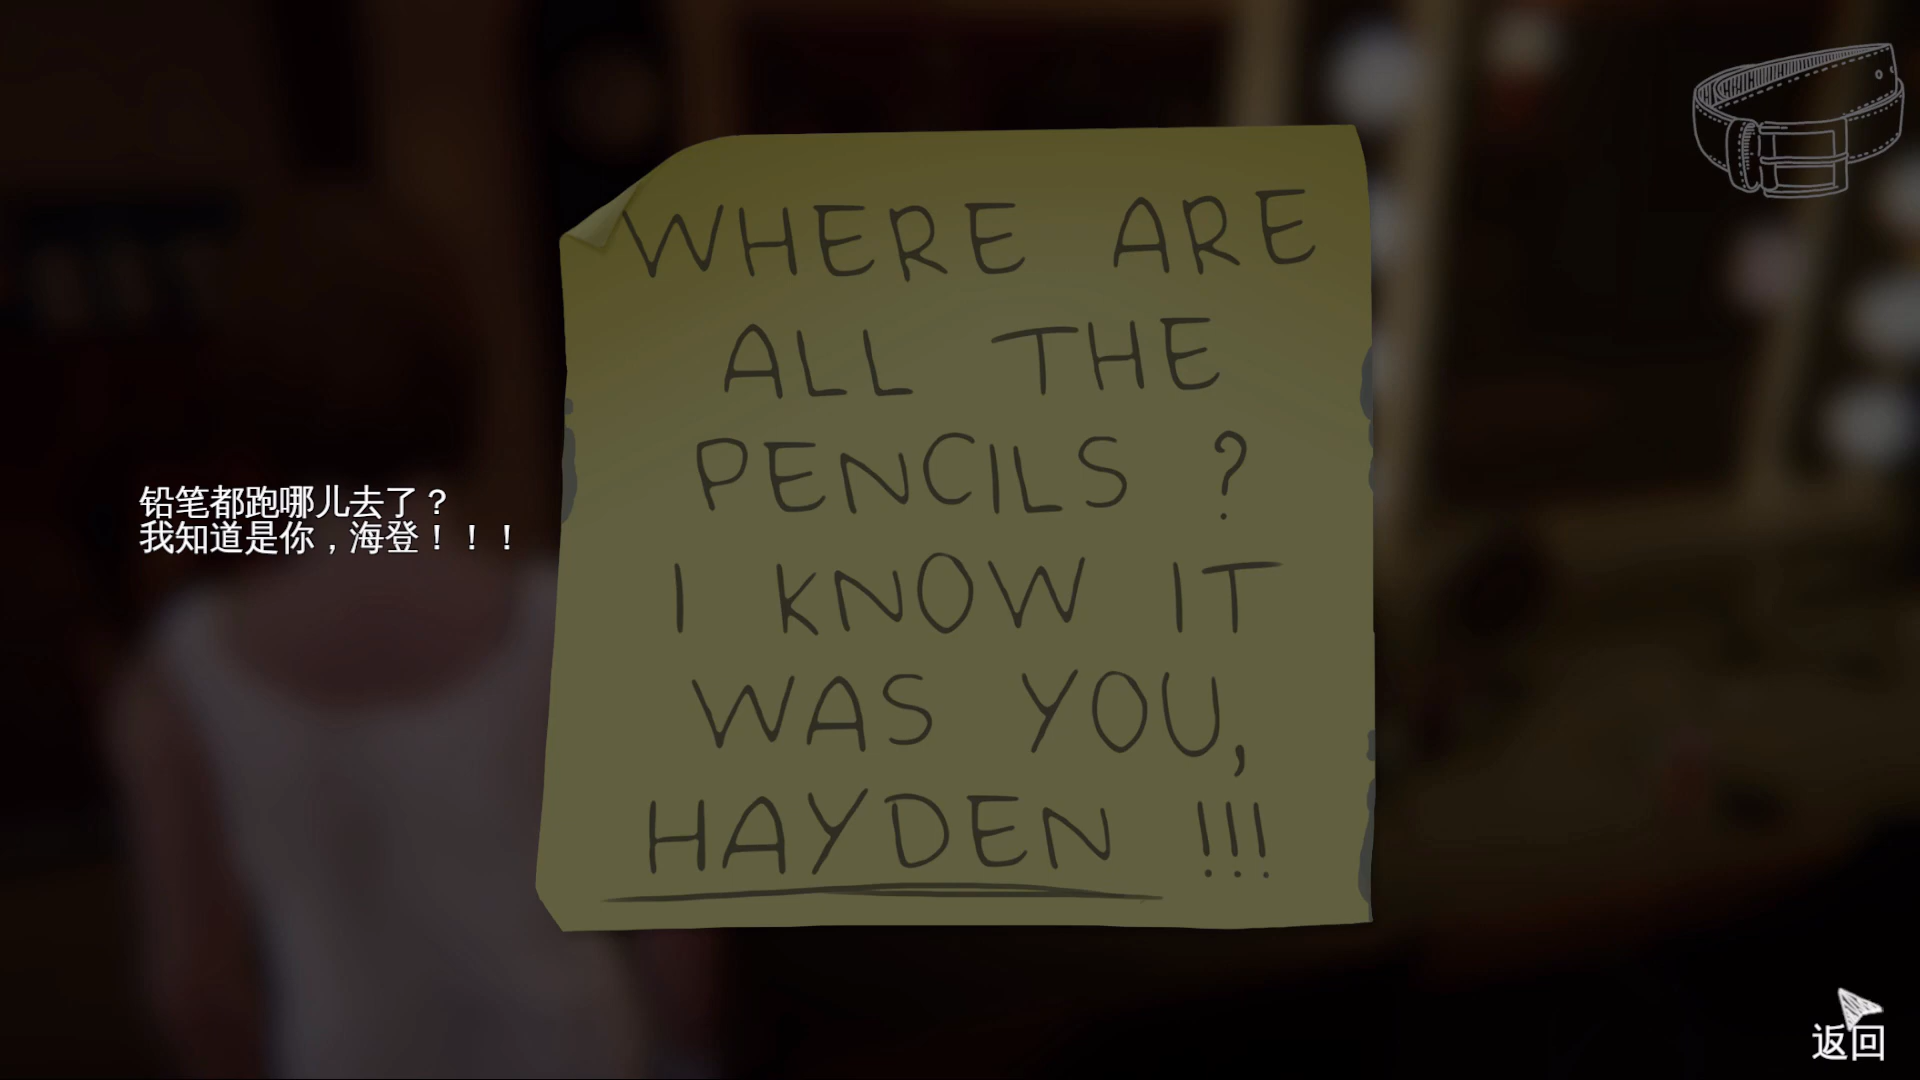 WHERE ARE
ALL THE
PENCILS ?
I KNOW IT
WAS YOU,
HAYDEN !!!
铅笔都跑哪儿去了？
我知道是你，海登！！！
返回